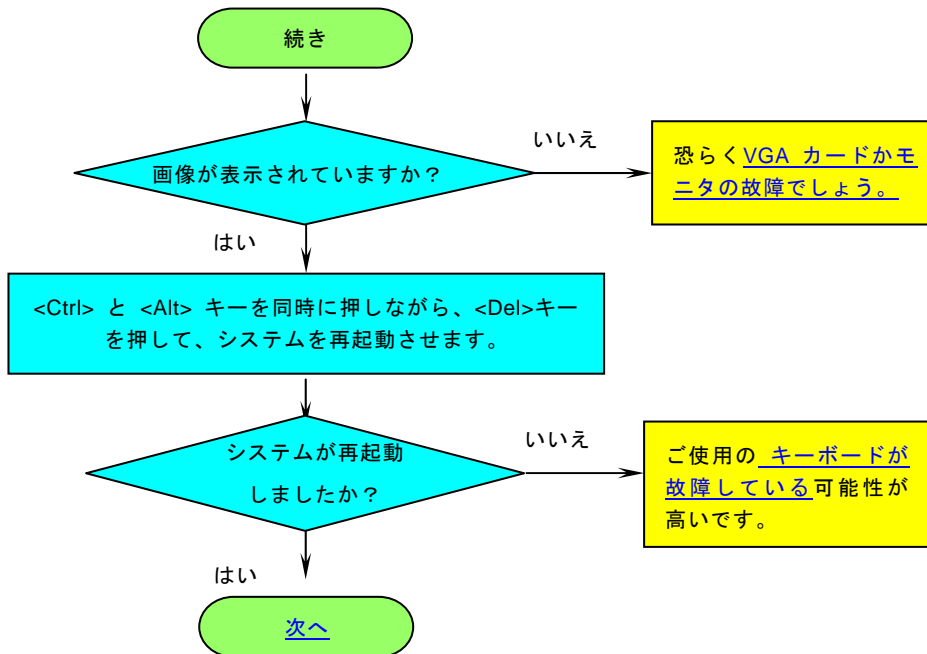 続き
画像が表示されていますか？
いいえ
恐らくVGA カードかモ
ニタの故障でしょう。
はい
<Ctrl> と <Alt> キーを同時に押しながら、<Del>キー
を押して、システムを再起動させます。
システムが再起動
しましたか？
いいえ
ご使用の キーボードが
故障している可能性が
高いです。
はい
次へ